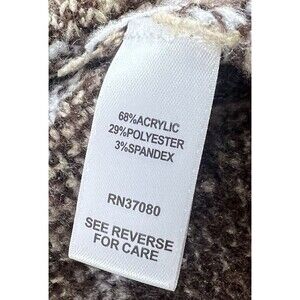 68%ACRYLIC
29%POLYESTER
3%SPANDEX
RN37080
SEE REVERSE
FOR CARE